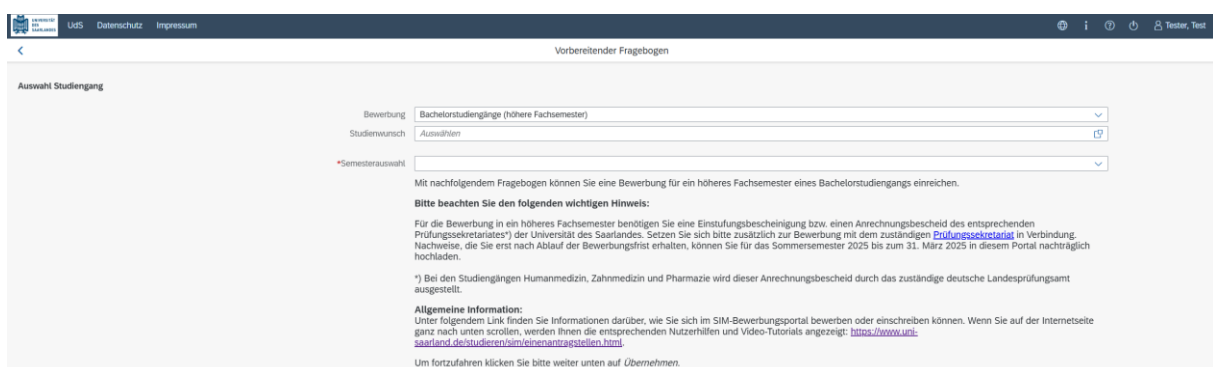 UNIVERSITÄT
DES
SAARLANDES
UdS Datenschutz Impressum
Tester, Test
Vorbereitender Fragebogen
Auswahl Studiengang
Bewerbung Bachelorstudiengänge (höhere Fachsemester)
Studienwunsch Auswählen
*Semesterauswahl
Mit nachfolgendem Fragebogen können Sie eine Bewerbung für ein höheres Fachsemester eines Bachelorstudiengangs einreichen.
Bitte beachten Sie den folgenden wichtigen Hinweis:
Für die Bewerbung in ein höheres Fachsemester benötigen Sie eine Einstufungsbescheinigung bzw. einen Anrechnungsbescheid des entsprechenden
Prüfungssekretariates*) der Universität des Saarlandes. Setzen Sie sich bitte zusätzlich zur Bewerbung mit dem zuständigen Prüfungssekretariat in Verbindung.
Nachweise, die Sie erst nach Ablauf der Bewerbungsfrist erhalten, können Sie für das Sommersemester 2025 bis zum 31. März 2025 in diesem Portal nachträglich
hochladen.
*) Bei den Studiengängen Humanmedizin, Zahnmedizin und Pharmazie wird dieser Anrechnungsbescheid durch das zuständige deutsche Landesprüfungsamt
ausgestellt.
Allgemeine Information:
Unter folgendem Link finden Sie Informationen darüber, wie Sie sich im SIM-Bewerbungsportal bewerben oder einschreiben können. Wenn Sie auf der Internetseite
ganz nach unten scrollen, werden Ihnen die entsprechenden Nutzerhilfen und Video-Tutorials angezeigt: https://www.uni-
saarland.de/studieren/sim/einenantragstellen.html.
Um fortzufahren klicken Sie bitte weiter unten auf Übernehmen.